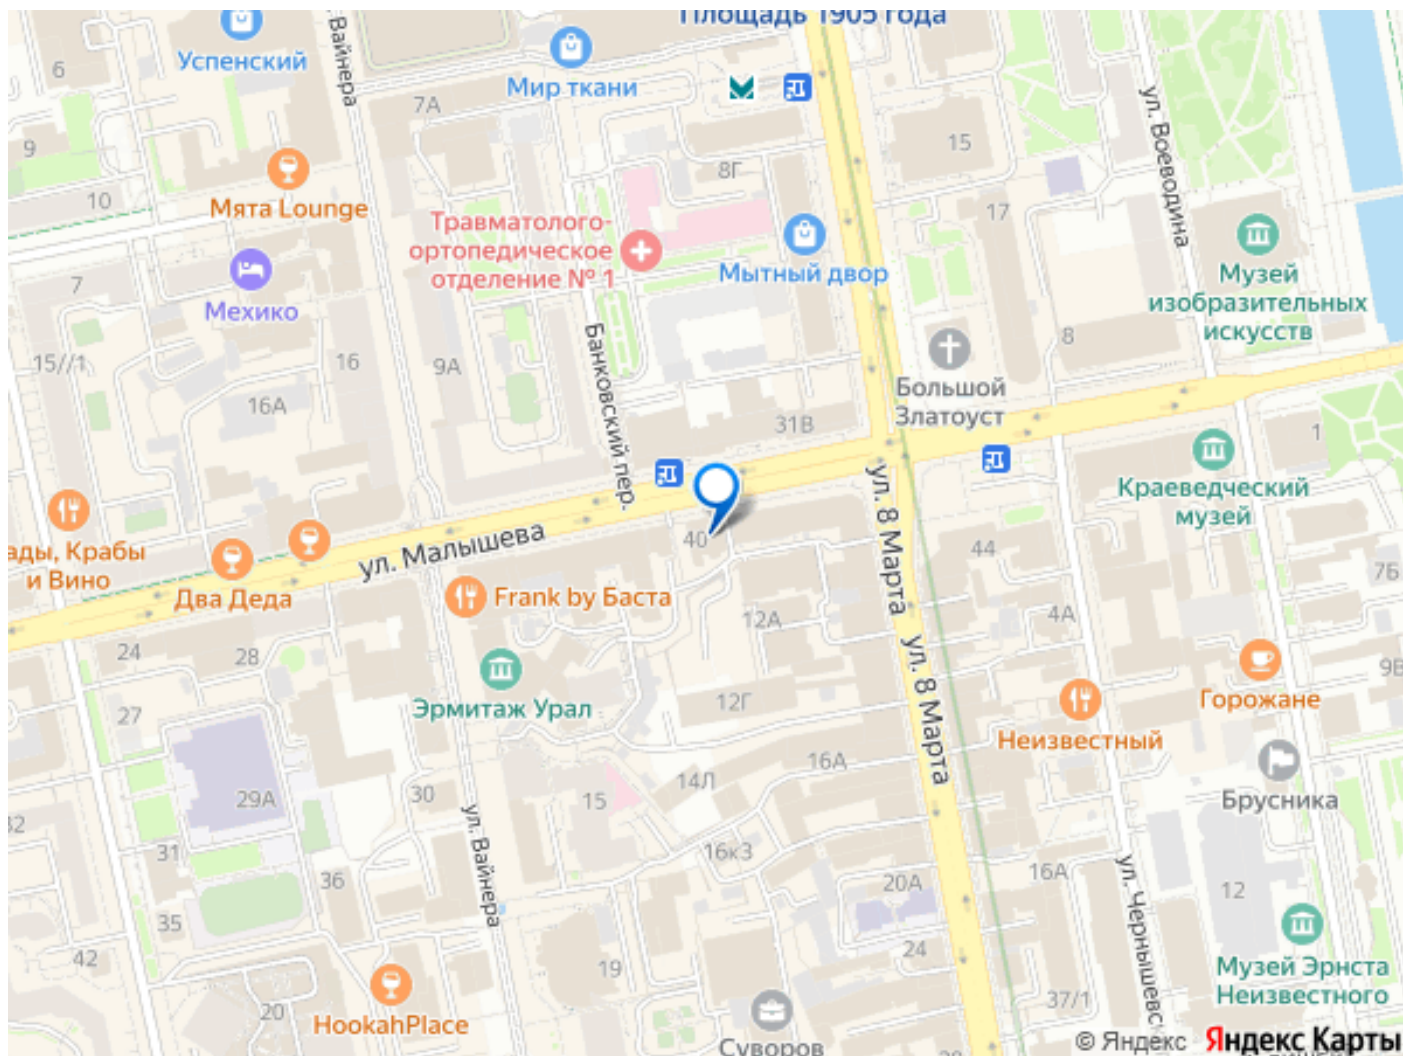 Площадь 1905 года
ул. Вайнера
Успенский
6
Мир ткани
7А
ул. Воеводина
15
9
8Г
10
Мята Lounge
17
Травматолого-
ортопедическое
отделение № 1
Мытный двор
Музей
изобразительных
искусств
7
Мехико
Банковский пер.
8
15//1
16
9А
Большой
Златоуст
16А
31В
1
ул. 8 Марта
Краеведческий
музей
ады, Крабы
и Вино
ул. Малышева
40
44
7Б
Два Деда
Frank by Баста
12А
4А
24
28
ул. 8 Марта
9В
Эрмитаж Урал
12Г
Горожане
27
Неизвестный
16А
14Л
29А
30
15
Брусника
32
ул. Вайнера
31
16к3
ул. Чернышевс
36
20А
16А
12
35
24
42
19
Музей Эрнста
Неизвестного
20
37/1
HookahPlace
Суворов
© Яндекс Яндекс Карты